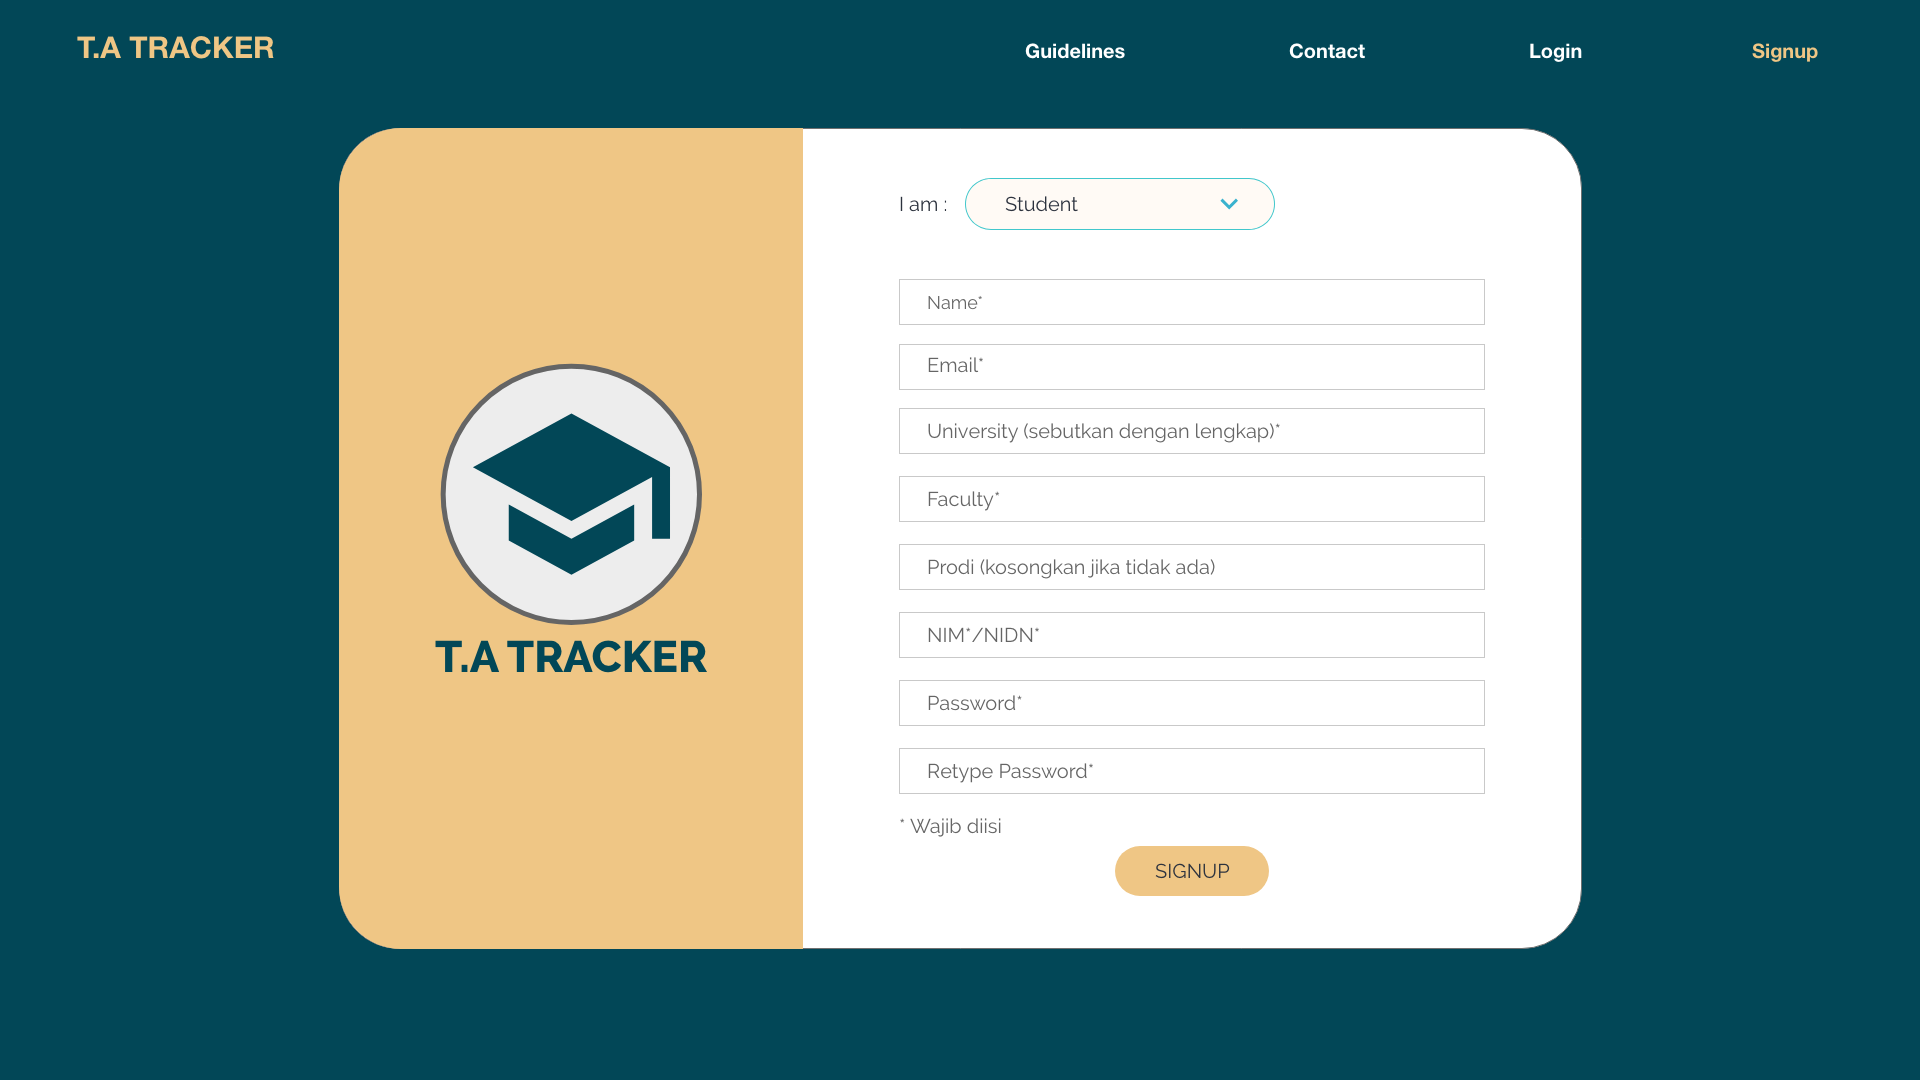 T.A TRACKER
Guidelines
Contact
Login
Signup
I am :
Student
Name*
Email*
University (sebutkan dengan lengkap)*
Faculty*
Prodi (kosongkan jika tidak ada)
NIM*/NIDN*
Password*
Retype Password*
* Wajib diisi
SIGNUP
T.A TRACKER